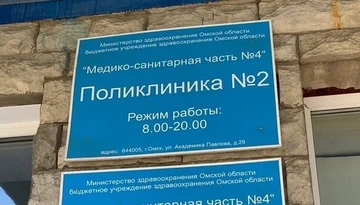 Министерство здравоохранения Омской области
Бюджетное учреждение здравоохранения Омской области
"Медико-санитарная часть №4"
Поликлиника №2
Режим работы:
8.00-20.00
адрес: 644005, г.Омск, ул. Академика Павлова, д.29
Министерство здравоохранения Омской области
Бюджетное учреждение здравоохранения Омской области
санитарная часть №4"